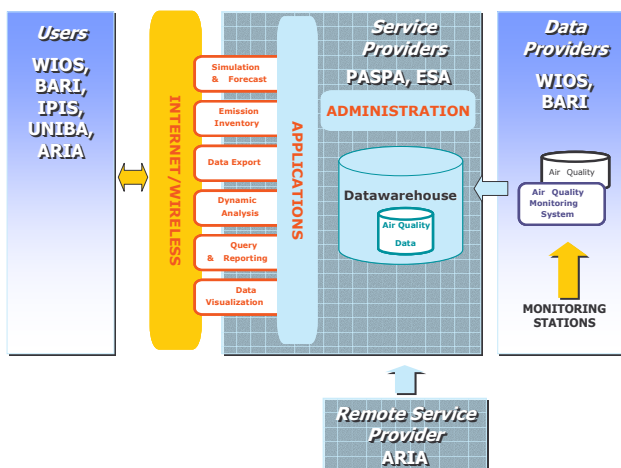 Users
WIOS,
BARI,
IPIS,
UNIBA,
ARIA
INTERNET/WIRELESS
Simulation
& Forecast
Emission
Inventory
Data Export
Dynamic
Analysis
Query
& Reporting
Data
Visualization
APPLICATIONS
Service
Providers
PASPA, ESA
ADMINISTRATION
Datawarehouse
Air Quality
Data
Data
Providers
WIOS,
BARI
Air Quality
Air Quality
Monitoring
System
MONITORING
STATIONS
Remote Service
Provider
ARIA